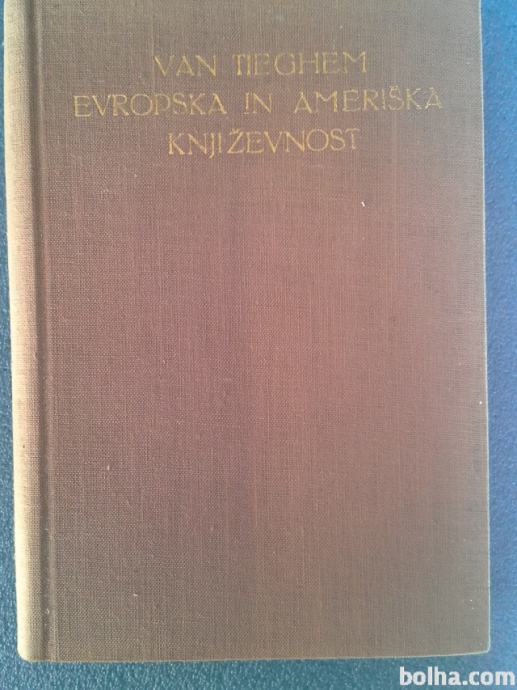 VAN TIEGHEM
EVROPSKA IN AMERIŠKA
KNJIŽEVNOST
bolha.com